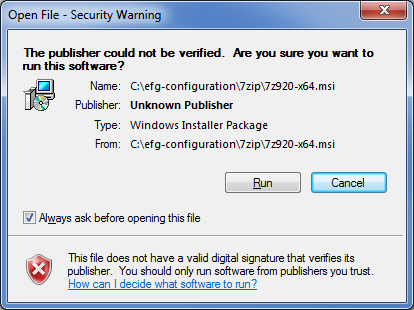 Open File - Security Warning
The publisher could not be verified.  Are you sure you want to
run this software?
Name: C:\efg-configuration\7zip\7z920-x64.msi
Publisher: Unknown Publisher
Type: Windows Installer Package
From: C:\efg-configuration\7zip\7z920-x64.msi
Run Cancel
Always ask before opening this file
This file does not have a valid digital signature that verifies its
publisher.  You should only run software from publishers you trust.
How can I decide what software to run?